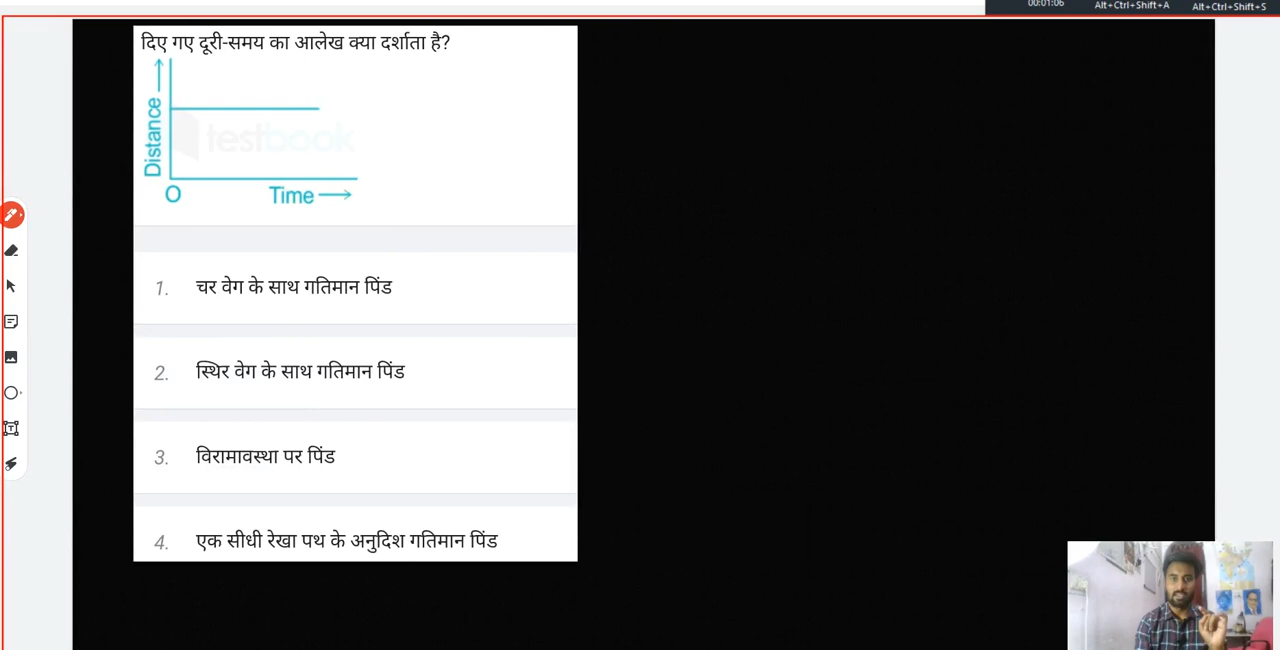 00:01:06
Alt+Ctrl+Shift+A
Alt+Ctrl+Shift+S
दिए गए दूरी-समय का आलेख क्या दर्शाता है?
Distance
testbook
O
Time
1. चर वेग के साथ गतिमान पिंड
2. स्थिर वेग के साथ गतिमान पिंड
3. विरामावस्था पर पिंड
4. एक सीधी रेखा पथ के अनुदिश गतिमान पिंड